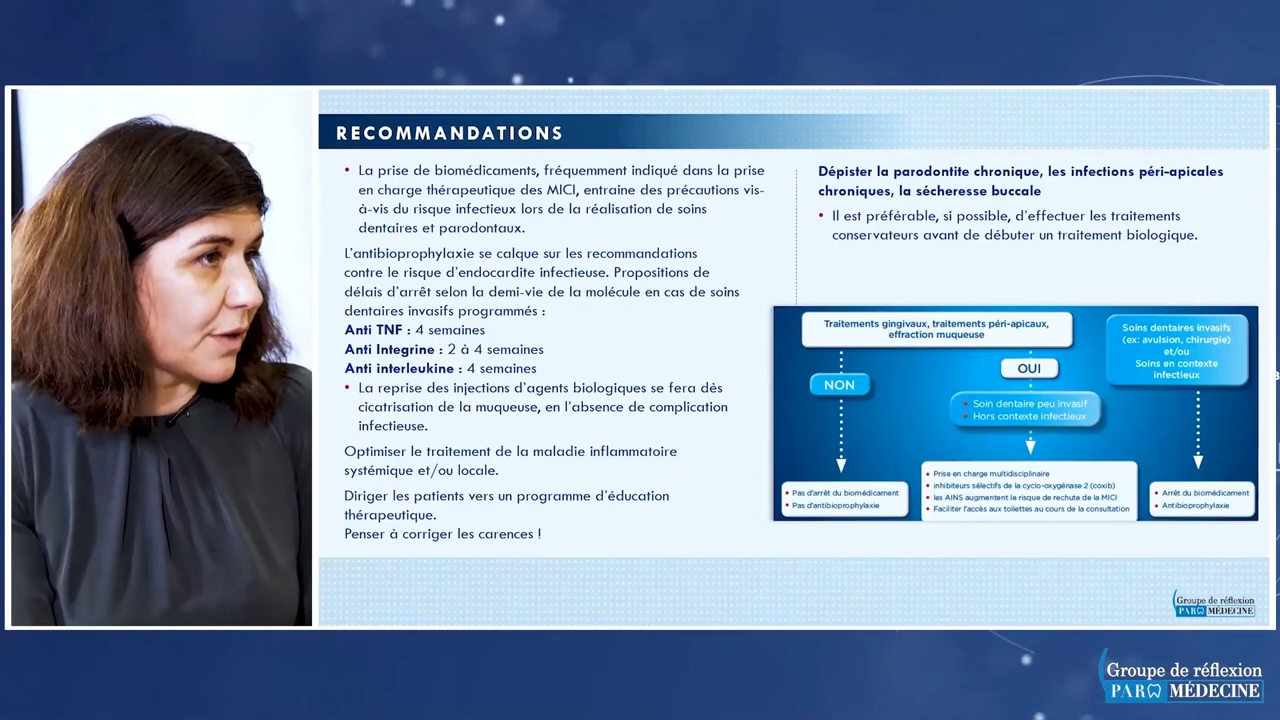 RECOMMANDATIONS
• La prise de biomédicaments, fréquemment indiqué dans la prise
en charge thérapeutique des MICI, entraine des précautions vis-
à-vis du risque infectieux lors de la réalisation de soins
dentaires et parodontaux.
L'antibioprophylaxie se calque sur les recommandations
contre le risque d'endocardite infectieuse. Propositions de
délais d'arrêt selon la demi-vie de la molécule en cas de soins
dentaires invasifs programmés :
Anti TNF : 4 semaines
Anti Integrine : 2 à 4 semaines
Anti interleukine : 4 semaines
• La reprise des injections d'agents biologiques se fera dès
cicatrisation de la muqueuse, en l'absence de complication
infectieuse.
Optimiser le traitement de la maladie inflammatoire
systémique et/ou locale.
Diriger les patients vers un programme d'éducation
thérapeutique.
Penser à corriger les carences !
Dépister la parodontite chronique, les infections péri-apicales
chroniques, la sécheresse buccale
• Il est préférable, si possible, d'effectuer les traitements
conservateurs avant de débuter un traitement biologique.
Traitements gingivaux, traitements péri-apicaux,
effraction muqueuse
NON
• Pas d'arrêt du biomédicament
• Pas d'antibioprophylaxie
OUI
• Soin dentaire peu invasif
• Hors contexte infectieux
• Prise en charge multidisciplinaire
• inhibiteurs sélectifs de la cyclo-oxygénase 2 (coxib)
• les AINS augmentent le risque de rechute de la MICI
• Faciliter l'accès aux toilettes au cours de la consultation
Soins dentaires invasifs
(ex: avulsion, chirurgie)
et/ou
Soins en contexte
infectieux
• Arrêt du biomédicament
• Antibioprophylaxie
Groupe de réflexion
PARO MÉDECINE
Groupe de réflexion
PARO MÉDECINE